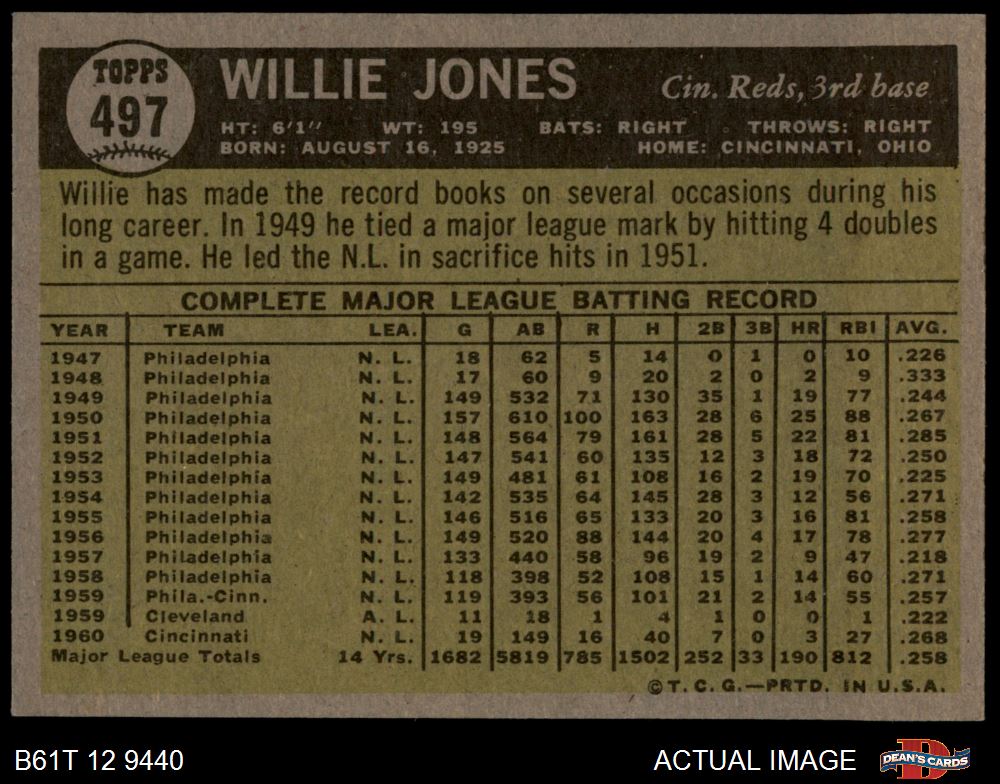 TOPPS
497
WILLIE JONES
Cin. Reds, 3rd base
HT: 6'1" WT: 195 BATS: RIGHT THROWS: RIGHT
BORN: AUGUST 16, 1925 HOME: CINCINNATI, OHIO
Willie has made the record books on several occasions during his
long career. In 1949 he tied a major league mark by hitting 4 doubles
in a game. He led the N.L. in sacrifice hits in 1951.
COMPLETE MAJOR LEAGUE BATTING RECORD
YEAR TEAM LEA. G AB R H 2B 3B HR RBI AVG.
1947 Philadelphia N. L. 18 62 5 14 0 1 0 10 .226
1948 Philadelphia N. L. 17 60 9 20 2 0 2 9 .333
1949 Philadelphia N. L. 149 532 71 130 35 1 19 77 .244
1950 Philadelphia N. L. 157 610 100 163 28 6 25 88 .267
1951 Philadelphia N. L. 148 564 79 161 28 5 22 81 .285
1952 Philadelphia N. L. 147 541 60 135 12 3 18 72 .250
1953 Philadelphia N. L. 149 481 61 108 16 2 19 70 .225
1954 Philadelphia N. L. 142 535 64 145 28 3 12 56 .271
1955 Philadelphia N. L. 146 516 65 133 20 3 16 81 .258
1956 Philadelphia N. L. 149 520 88 144 20 4 17 78 .277
1957 Philadelphia N. L. 133 440 58 96 19 2 9 47 .218
1958 Philadelphia N. L. 118 398 52 108 15 1 14 60 .271
1959 Phila.-Cinn. N. L. 119 393 56 101 21 2 14 55 .257
1959 Cleveland A. L. 11 18 1 4 1 0 0 1 .222
1960 Cincinnati N. L. 19 149 16 40 7 0 3 27 .268
Major League Totals 14 Yrs. 1682 5819 785 1502 252 33 190 812 .258
©T. C. G.—PRTD. IN U.S.A.
B61T 12 9440 ACTUAL IMAGE DEAN'S CARDS